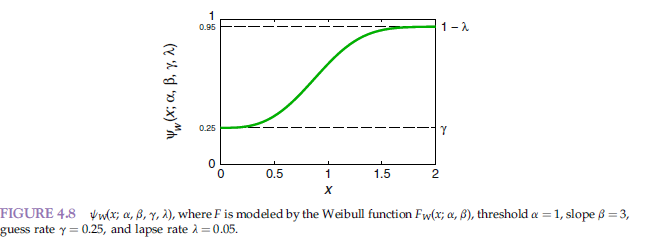 1
0.95
1 − λ
ψw(x; α, β, γ, λ)
0.25
γ
0
0 0.5 1 1.5 2
x
FIGURE 4.8 ψW(x; α, β, γ, λ), where F is modeled by the Weibull function FW(x; α, β), threshold α = 1, slope β = 3,
guess rate γ = 0.25, and lapse rate λ = 0.05.